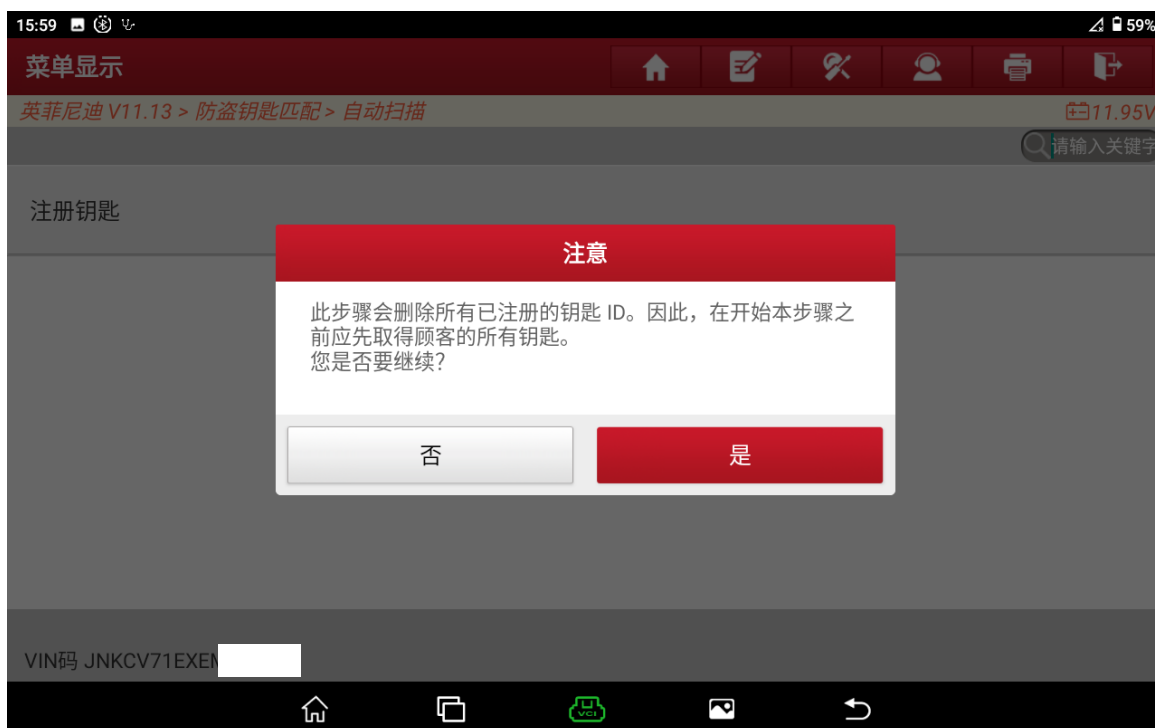 15:59
59%
菜单显示
英菲尼迪 V11.13 > 防盗钥匙匹配 > 自动扫描
11.95V
请输入关键字
注册钥匙
注意
此步骤会删除所有已注册的钥匙 ID。因此，在开始本步骤之
前应先取得顾客的所有钥匙。
您是否要继续？
否
是
VIN码 JNKCV71EXEM
VCI